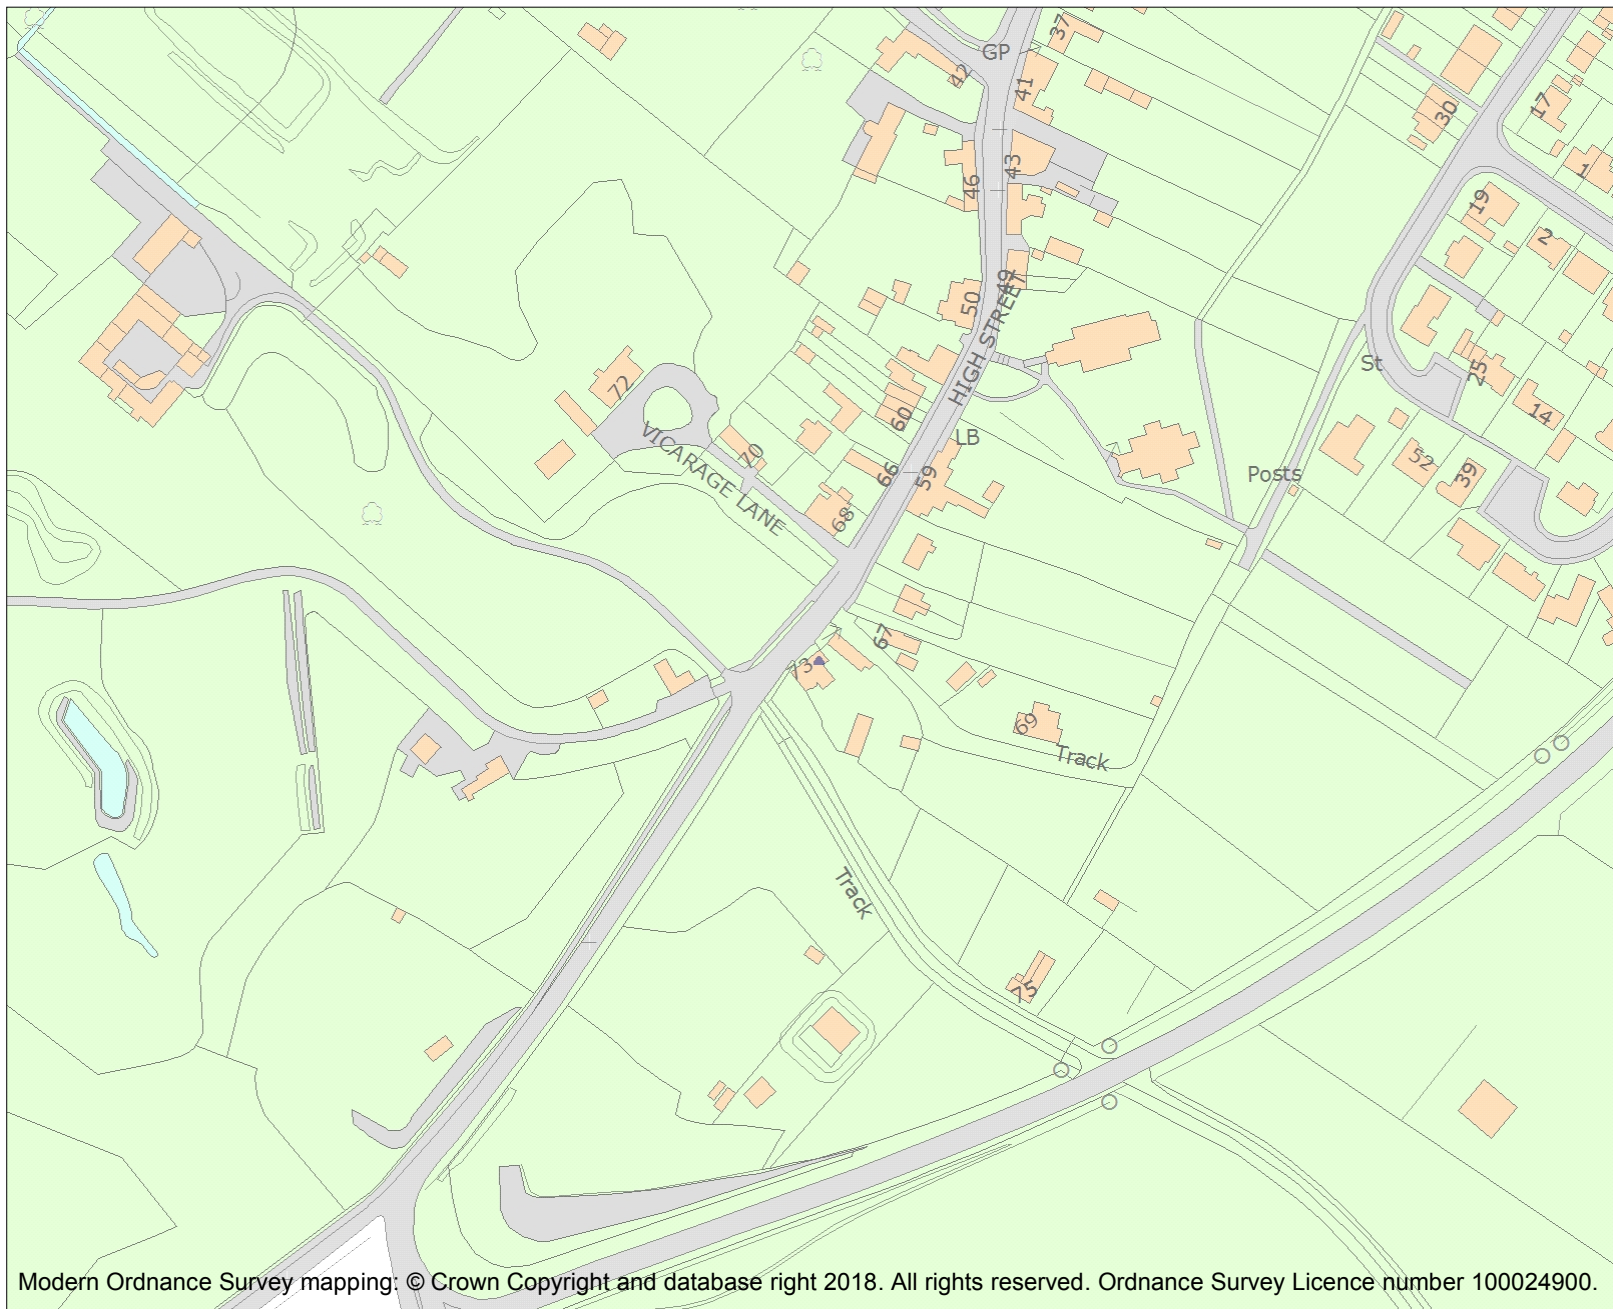 37
GP
42
41
30
17
43
1
46
19
2
49
50
HIGH STREET
St
72
25
60
14
LB
VICARAGE LANE
70
66
59
52
39
Posts
68
67
73
69
Track
Track
75
Modern Ordnance Survey mapping: © Crown Copyright and database right 2018. All rights reserved. Ordnance Survey Licence number 100024900.